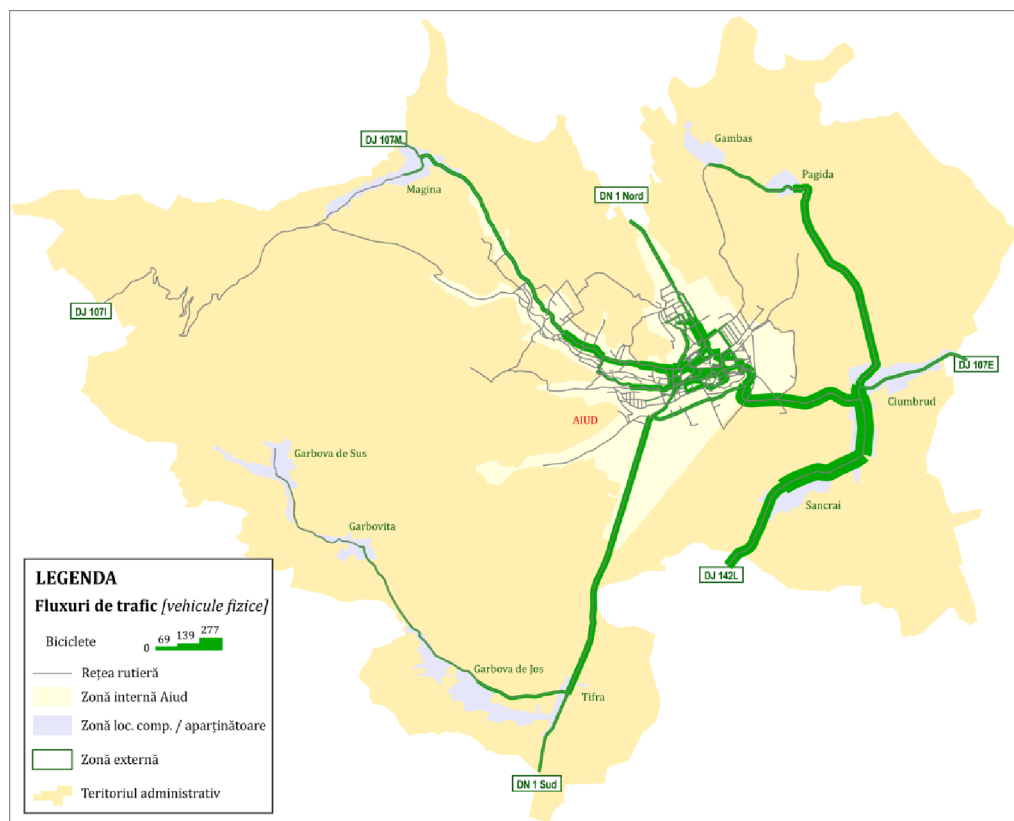 DJ 107M
Magina
Gambas
Pagida
DN 1 Nord
DJ 107I
DJ 107E
Ciumbrud
AIUD
Garbova de Sus
Sancrai
Garbovita
DJ 142L
Garbova de Jos
Tifra
DN 1 Sud
LEGENDA
Fluxuri de trafic [vehicule fizice]
Biciclete 0 69 139 277
Rețea rutieră
Zonă internă Aiud
Zonă loc. comp. / aparținătoare
Zonă externă
Teritoriul administrativ